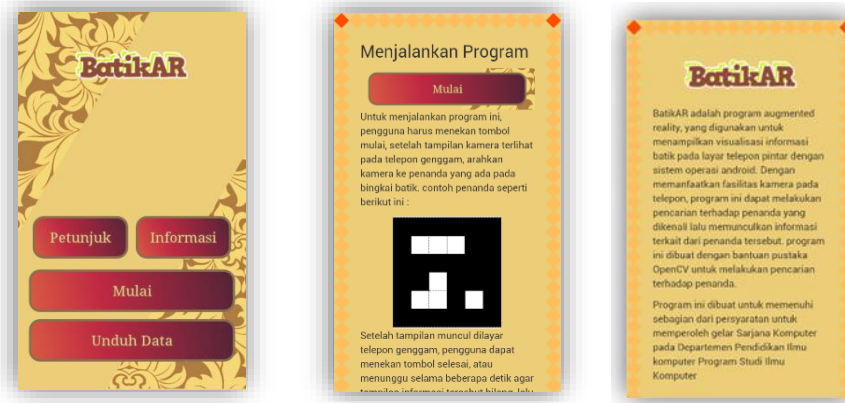 BatikAR
Petunjuk
Informasi
Mulai
Unduh Data
Menjalankan Program
Mulai
Untuk menjalankan program ini,
pengguna harus menekan tombol
mulai, setelah tampilan kamera terlihat
pada telepon genggam, arahkan
kamera ke penanda yang ada pada
bingkai batik. contoh penanda seperti
berikut ini :
Setelah tampilan muncul dilayar
telepon genggam, pengguna dapat
menekan tombol selesai, atau
menunggu selama beberapa detik agar
tampilan informasi tersebut hilang, lalu
BatikAR
BatikAR adalah program augmented
reality, yang digunakan untuk
menampilkan visualisasi informasi
batik pada layar telepon pintar dengan
sistem operasi android. Dengan
memanfaatkan fasilitas kamera pada
telepon, program ini dapat melakukan
pencarian terhadap penanda yang
dikenali lalu memunculkan informasi
terkait dari penanda tersebut. program
ini dibuat dengan bantuan pustaka
OpenCV untuk melakukan pencarian
terhadap penanda.
Program ini dibuat untuk memenuhi
sebagian dari persyaratan untuk
memperoleh gelar Sarjana Komputer
pada Departemen Pendidikan Ilmu
komputer Program Studi Ilmu
Komputer